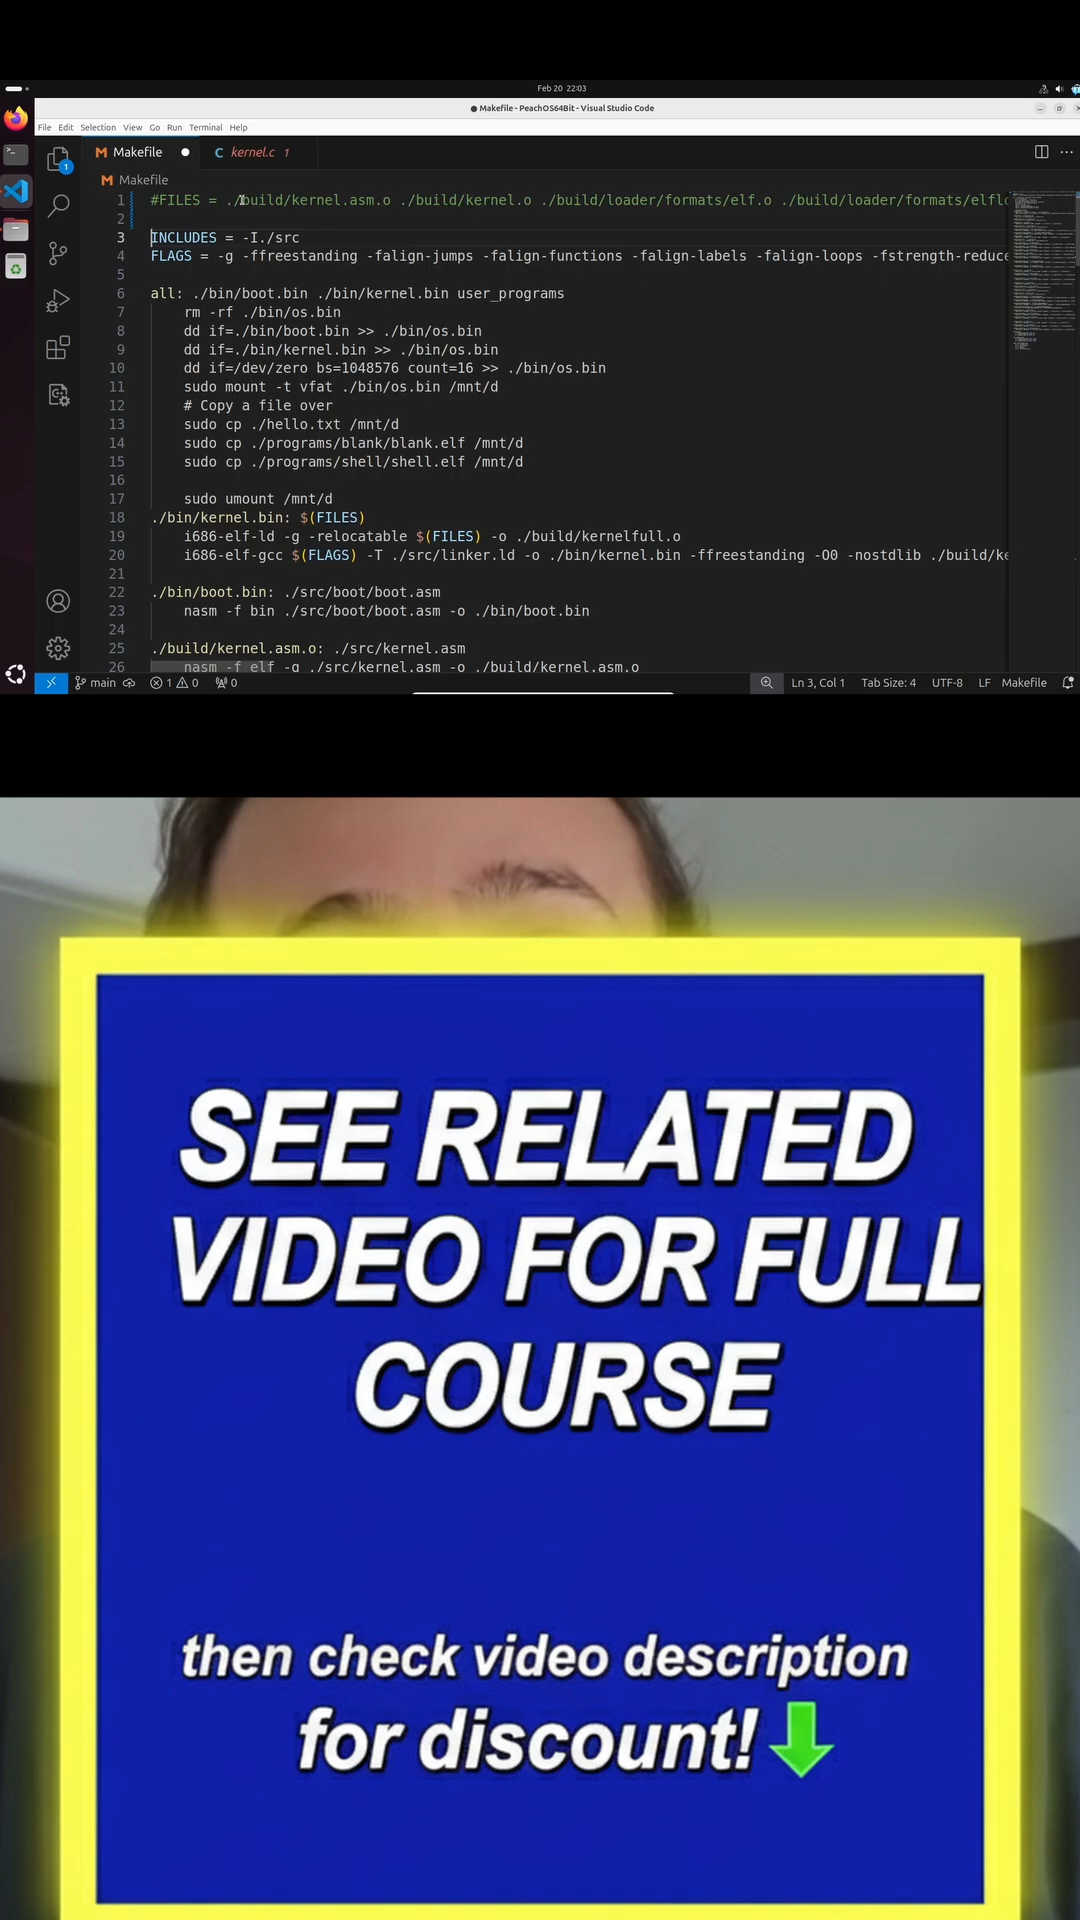 Feb 20 22:03
Makefile - PeachOS64Bit - Visual Studio Code
File Edit Selection View Go Run Terminal Help
1
Makefile
kernel.c 1
Makefile
1 #FILES = ./build/kernel.asm.o ./build/kernel.o ./build/loader/formats/elf.o ./build/loader/formats/elflo
2
3 INCLUDES = -I./src
4 FLAGS = -g -ffreestanding -falign-jumps -falign-functions -falign-labels -falign-loops -fstrength-reduce
5
6 all: ./bin/boot.bin ./bin/kernel.bin user_programs
7 rm -rf ./bin/os.bin
8 dd if=./bin/boot.bin >> ./bin/os.bin
9 dd if=./bin/kernel.bin >> ./bin/os.bin
10 dd if=/dev/zero bs=1048576 count=16 >> ./bin/os.bin
11 sudo mount -t vfat ./bin/os.bin /mnt/d
12 # Copy a file over
13 sudo cp ./hello.txt /mnt/d
14 sudo cp ./programs/blank/blank.elf /mnt/d
15 sudo cp ./programs/shell/shell.elf /mnt/d
16
17 sudo umount /mnt/d
18 ./bin/kernel.bin: $(FILES)
19 i686-elf-ld -g -relocatable $(FILES) -o ./build/kernelfull.o
20 i686-elf-gcc $(FLAGS) -T ./src/linker.ld -o ./bin/kernel.bin -ffreestanding -O0 -nostdlib ./build/ke
21
22 ./bin/boot.bin: ./src/boot/boot.asm
23 nasm -f bin ./src/boot/boot.asm -o ./bin/boot.bin
24
25 ./build/kernel.asm.o: ./src/kernel.asm
26 nasm -f elf -g ./src/kernel.asm -o ./build/kernel.asm.o
main 1 0 0 Ln 3, Col 1 Tab Size: 4 UTF-8 LF Makefile
SEE RELATED
VIDEO FOR FULL
COURSE
then check video description
for discount!